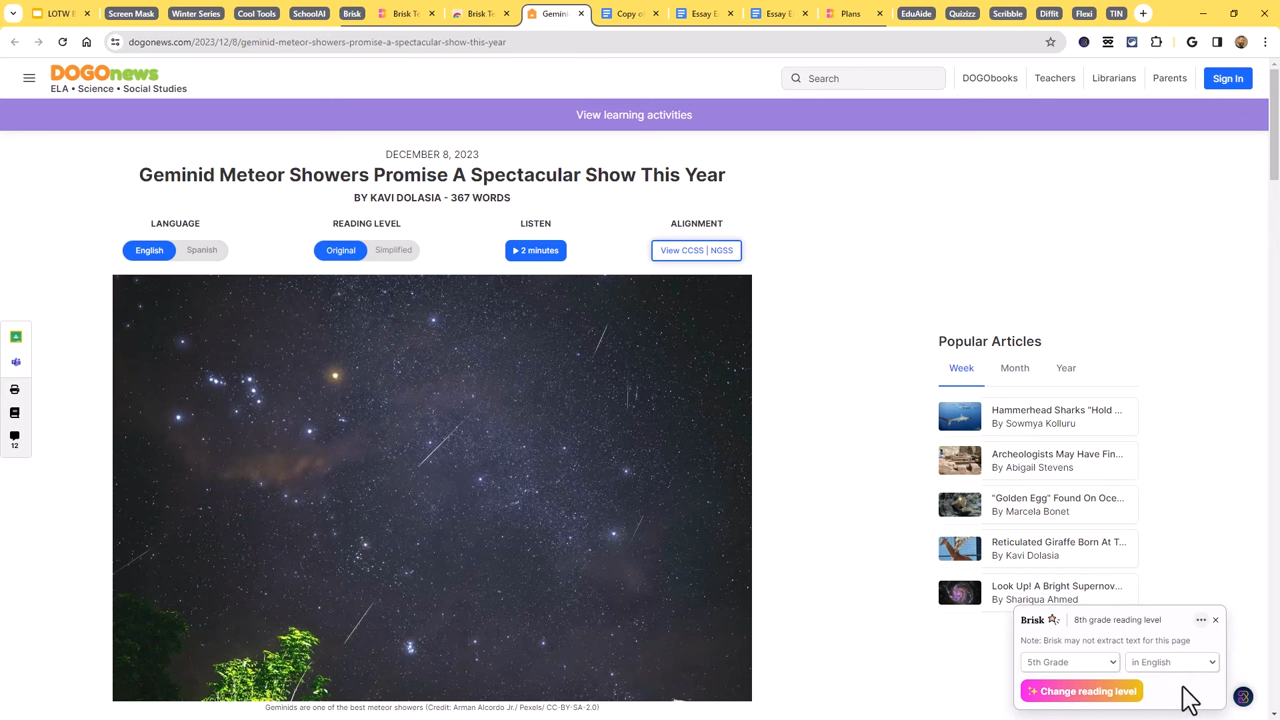 LOTW B
Screen Mask
Winter Series
Cool Tools
SchoolAI
Brisk
Brisk Te
Brisk Te
Gemini
Copy of
Essay E
Essay E
Plans
EduAide
Quizizz
Scribble
Diffit
Flexi
TIN
dogonews.com/2023/12/8/geminid-meteor-showers-promise-a-spectacular-show-this-year
DOGOnews
ELA • Science • Social Studies
Search
DOGObooks
Teachers
Librarians
Parents
Sign In
View learning activities
DECEMBER 8, 2023
Geminid Meteor Showers Promise A Spectacular Show This Year
BY KAVI DOLASIA - 367 WORDS
LANGUAGE
READING LEVEL
LISTEN
ALIGNMENT
English
Spanish
Original
Simplified
2 minutes
View CCSS | NGSS
12
Geminids are one of the best meteor showers (Credit: Arman Alcordo Jr./ Pexels/ CC-BY-SA-2.0)
Popular Articles
Week
Month
Year
Hammerhead Sharks "Hold ...
By Sowmya Kolluru
Archeologists May Have Fin...
By Abigail Stevens
"Golden Egg" Found On Oce...
By Marcela Bonet
Reticulated Giraffe Born At T...
By Kavi Dolasia
Look Up! A Bright Supernov...
By Shariqua Ahmed
Brisk
8th grade reading level
Note: Brisk may not extract text for this page
5th Grade
in English
Change reading level